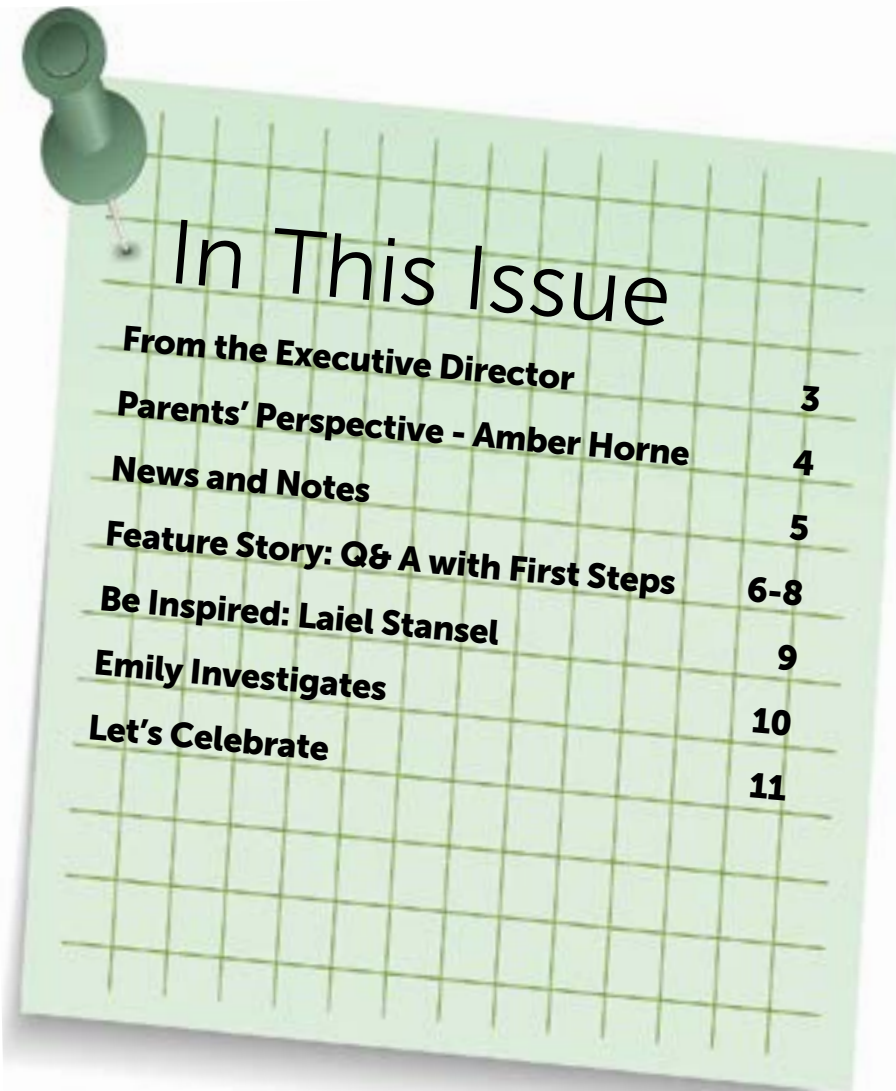 In This Issue
From the Executive Director 3
Parents’ Perspective - Amber Horne 4
News and Notes 5
Feature Story: Q& A with First Steps 6-8
Be Inspired: Laiel Stansel 9
Emily Investigates 10
Let’s Celebrate 11